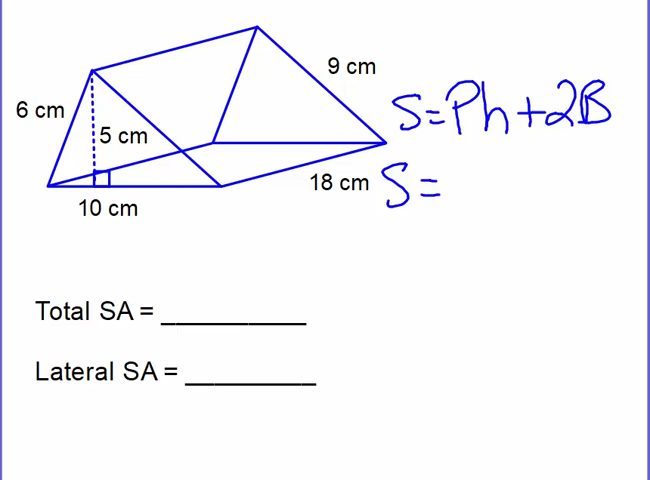 9 cm
6 cm
S=Ph+2B
5 cm
18 cm
S=
10 cm
Total SA = __________
Lateral SA = _________